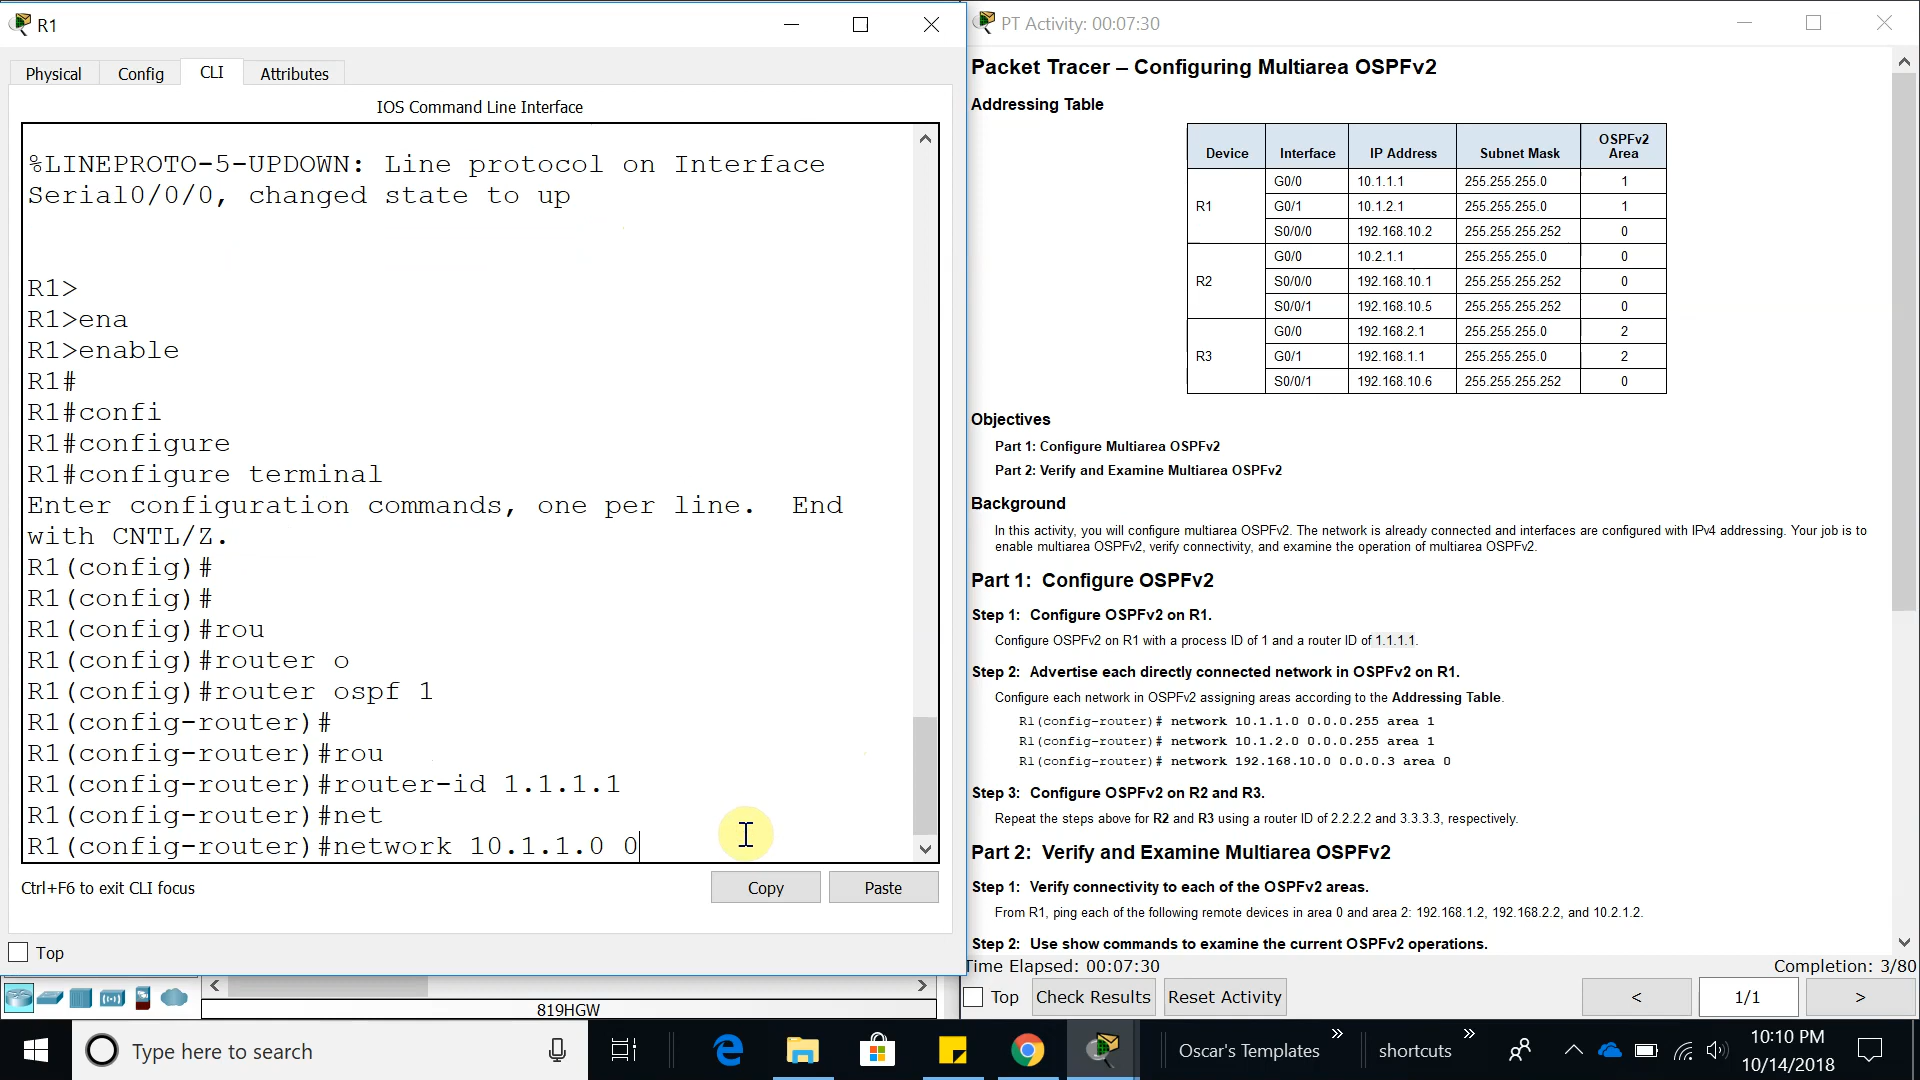 R1
Physical
Config
CLI
Attributes
IOS Command Line Interface
%LINEPROTO-5-UPDOWN: Line protocol on Interface
Serial0/0/0, changed state to up
R1>
R1>ena
R1>enable
R1#
R1#confi
R1#configure
R1#configure terminal
Enter configuration commands, one per line.  End
with CNTL/Z.
R1(config)#
R1(config)#
R1(config)#rou
R1(config)#router o
R1(config)#router ospf 1
R1(config-router)#
R1(config-router)#rou
R1(config-router)#router-id 1.1.1.1
R1(config-router)#net
R1(config-router)#network 10.1.1.0 0
Ctrl+F6 to exit CLI focus
Copy
Paste
Top
819HGW
PT Activity: 00:07:30
Packet Tracer – Configuring Multiarea OSPFv2
Addressing Table
Device Interface IP Address Subnet Mask OSPFv2 Area
R1 G0/0 10.1.1.1 255.255.255.0 1
G0/1 10.1.2.1 255.255.255.0 1
S0/0/0 192.168.10.2 255.255.255.252 0
R2 G0/0 10.2.1.1 255.255.255.0 0
S0/0/0 192.168.10.1 255.255.255.252 0
S0/0/1 192.168.10.5 255.255.255.252 0
R3 G0/0 192.168.2.1 255.255.255.0 2
G0/1 192.168.1.1 255.255.255.0 2
S0/0/1 192.168.10.6 255.255.255.252 0
Objectives
Part 1: Configure Multiarea OSPFv2
Part 2: Verify and Examine Multiarea OSPFv2
Background
In this activity, you will configure multiarea OSPFv2. The network is already connected and interfaces are configured with IPv4 addressing. Your job is to
enable multiarea OSPFv2, verify connectivity, and examine the operation of multiarea OSPFv2.
Part 1: Configure OSPFv2
Step 1: Configure OSPFv2 on R1.
Configure OSPFv2 on R1 with a process ID of 1 and a router ID of 1.1.1.1.
Step 2: Advertise each directly connected network in OSPFv2 on R1.
Configure each network in OSPFv2 assigning areas according to the Addressing Table.
R1(config-router)# network 10.1.1.0 0.0.0.255 area 1
R1(config-router)# network 10.1.2.0 0.0.0.255 area 1
R1(config-router)# network 192.168.10.0 0.0.0.3 area 0
Step 3: Configure OSPFv2 on R2 and R3.
Repeat the steps above for R2 and R3 using a router ID of 2.2.2.2 and 3.3.3.3, respectively.
Part 2: Verify and Examine Multiarea OSPFv2
Step 1: Verify connectivity to each of the OSPFv2 areas.
From R1, ping each of the following remote devices in area 0 and area 2: 192.168.1.2, 192.168.2.2, and 10.2.1.2.
Step 2: Use show commands to examine the current OSPFv2 operations.
Time Elapsed: 00:07:30
Completion: 3/80
Top
Check Results
Reset Activity
<
1/1
>
Type here to search
Oscar's Templates
shortcuts
10:10 PM
10/14/2018